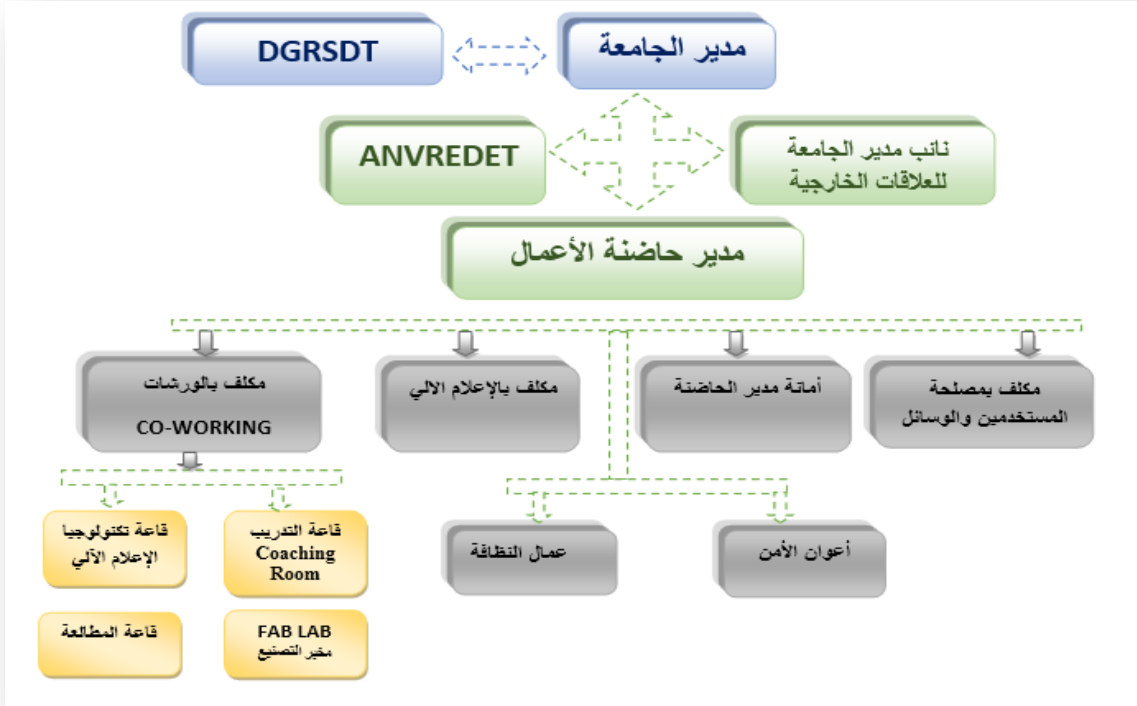 مدير الجامعة
DGRSDT
نائب مدير الجامعة
للعلاقات الخارجية
ANVREDET
مدير حاضنة الأعمال
مكلف بمصلحة
المستخدمين والوسائل
أمانة مدير الحاضنة
مكلف بالإعلام الالي
مكلف بالورشات
CO-WORKING
أعوان الأمن
عمال النظافة
قاعة التدريب
Coaching
Room
قاعة تكنولوجيا
الإعلام الآلي
FAB LAB
مخبر التصنيع
قاعة المطالعة